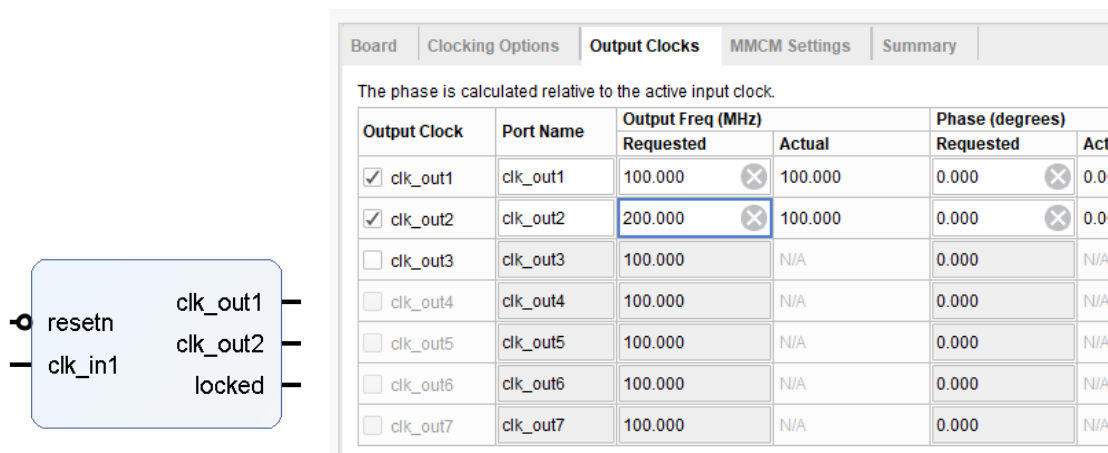 Board Clocking Options Output Clocks MMCM Settings Summary
The phase is calculated relative to the active input clock.
Output Clock Port Name Output Freq (MHz) Phase (degrees)
Requested Actual Requested
clk_out1 clk_out1 100.000 100.000 0.000
clk_out2 clk_out2 200.000 100.000 0.000
clk_out3 clk_out3 100.000 N/A 0.000 N/A
clk_out4 clk_out4 100.000 N/A 0.000 N/A
clk_out5 clk_out5 100.000 N/A 0.000 N/A
clk_out6 clk_out6 100.000 N/A 0.000 N/A
clk_out7 clk_out7 100.000 N/A 0.000 N/A
resetn
clk_in1
clk_out1
clk_out2
locked